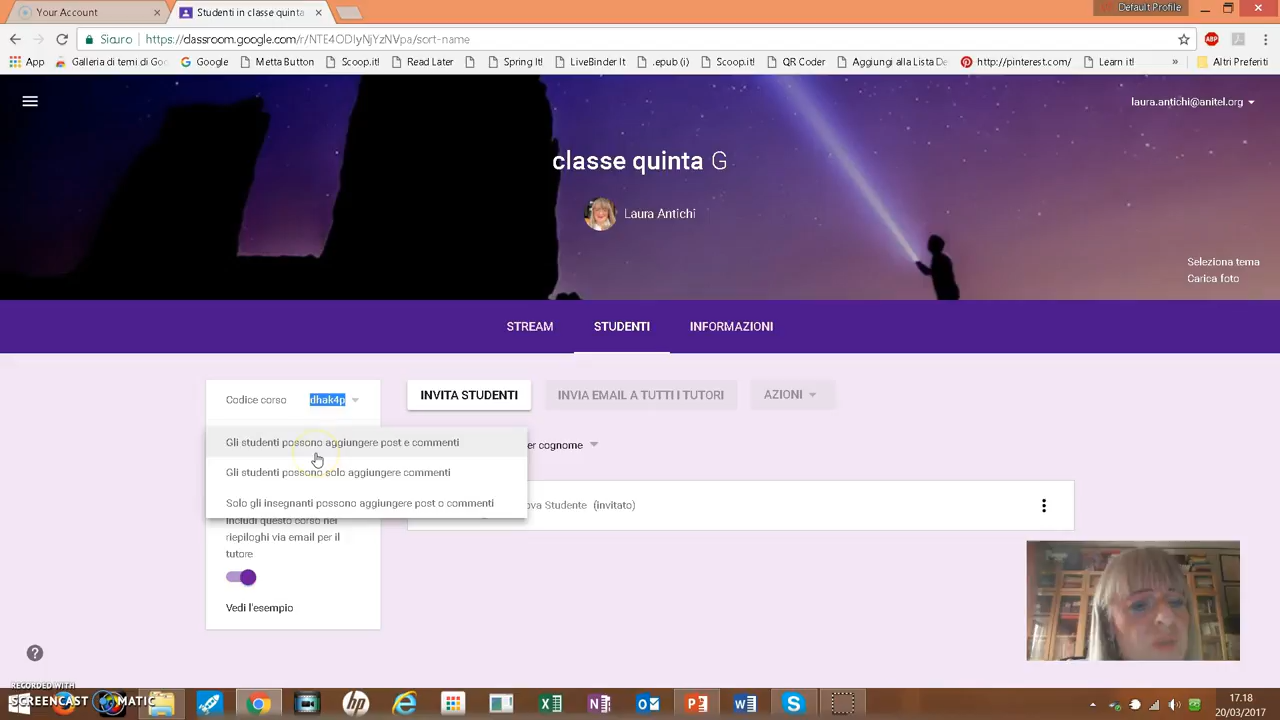 Your Account
Studenti in classe quinta
Default Profile
Sicuro
https://classroom.google.com/r/NTE4ODIyNjYzNVpa/sort-name
App
Galleria di temi di Goo
Google
Metta Button
Scoop.it!
Read Later
Spring It!
LiveBinder It
.epub (i)
Scoop.it!
QR Coder
Aggiungi alla Lista De
http://pinterest.com/
Learn it!
»
Altri Preferiti
laura.antichi@anitel.org
classe quinta G
Laura Antichi
Seleziona tema
Carica foto
STREAM
STUDENTI
INFORMAZIONI
Codice corso dhak4p
INVITA STUDENTI
INVIA EMAIL A TUTTI I TUTORI
AZIONI
Gli studenti possono aggiungere post e commenti
Gli studenti possono solo aggiungere commenti
Solo gli insegnanti possono aggiungere post o commenti
er cognome
ova Studente (invitato)
Includi questo corso nei
riepiloghi via email per il
tutore
Vedi l'esempio
RECORDED WITH
SCREENCAST MATIC
17.18
20/03/2017